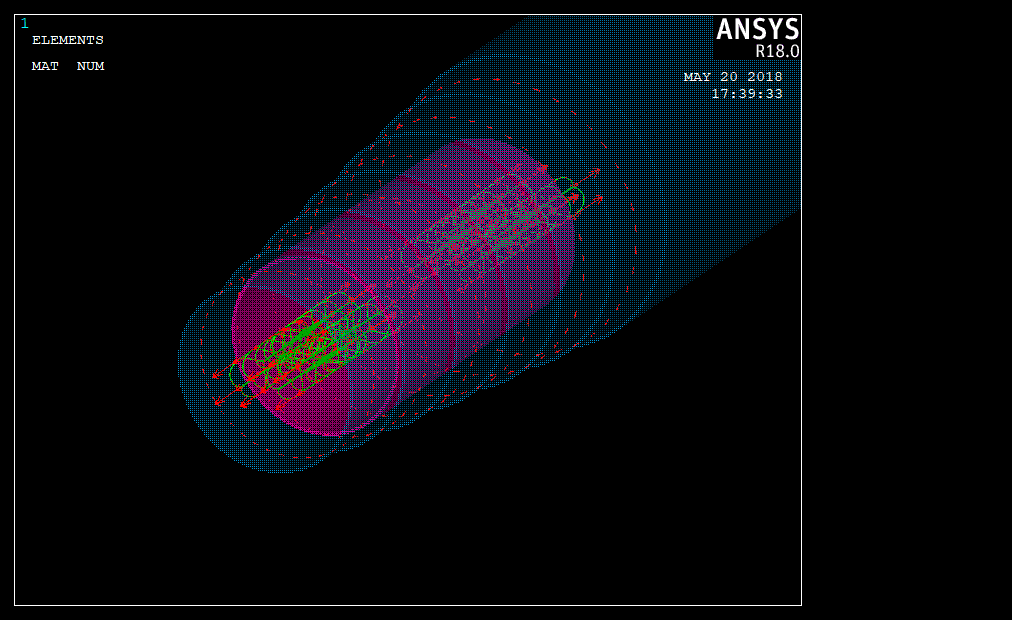 1
ELEMENTS
MAT NUM
ANSYS
R18.0
MAY 20 2018
17:39:33